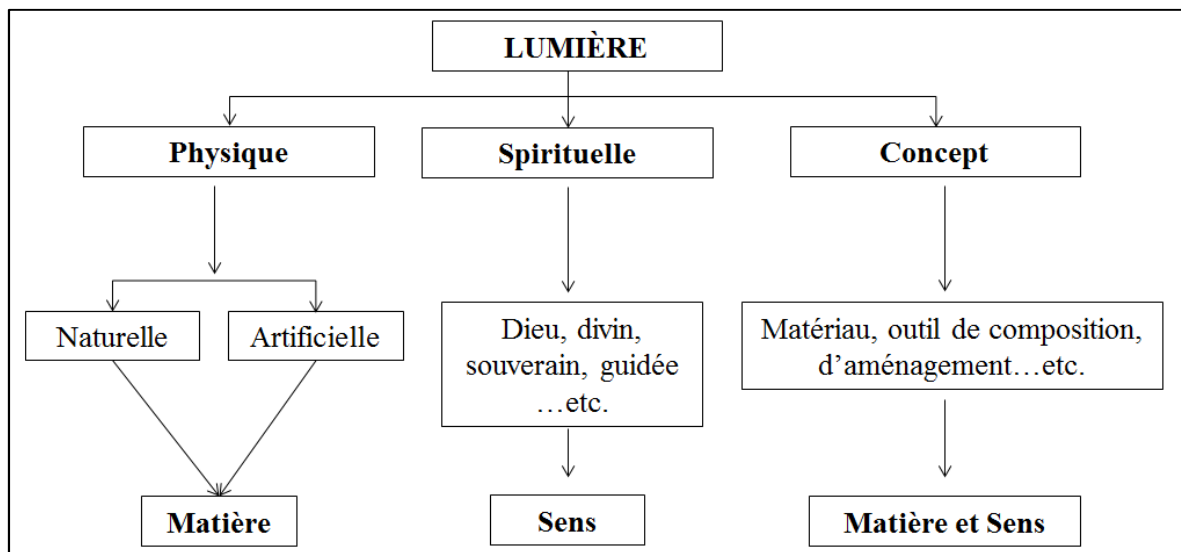 LUMIÈRE
Physique
Spirituelle
Concept
Naturelle
Artificielle
Dieu, divin,
souverain, guidée
…etc.
Matériau, outil de composition,
d’aménagement…etc.
Matière
Sens
Matière et Sens